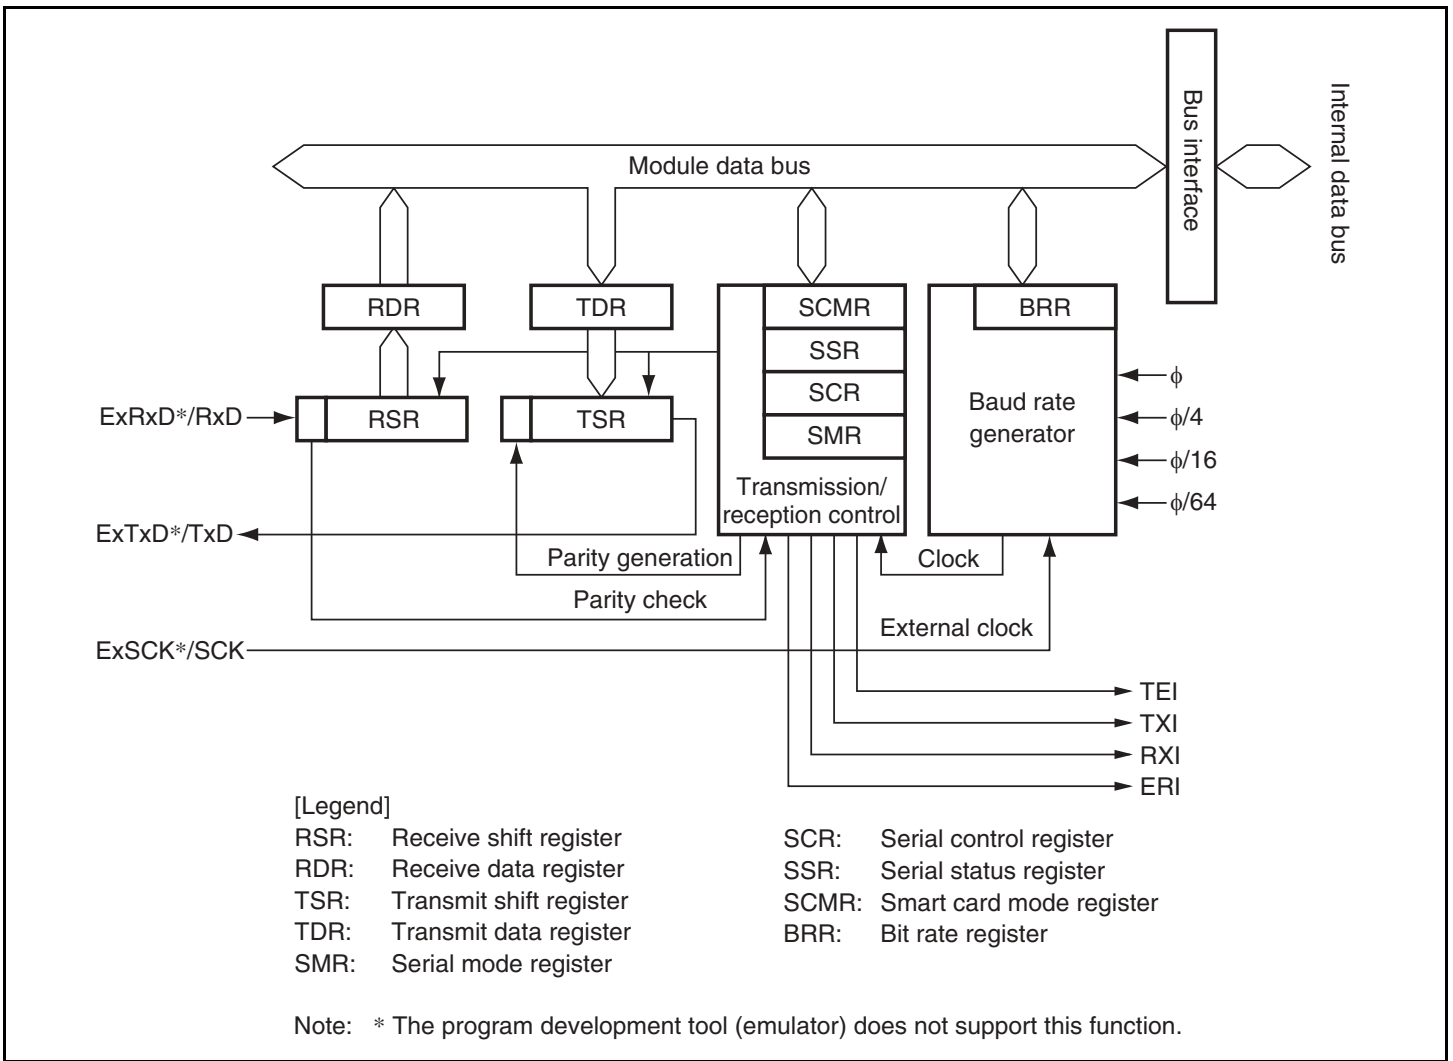 Module data bus
Bus interface
Internal data bus
RDR
TDR
SCMR
BRR
SSR
SCR
SMR
RSR
TSR
ExRxD*/RxD
Baud rate
generator
ϕ
ϕ/4
ϕ/16
ϕ/64
Transmission/
reception control
ExTxD*/TxD
Parity generation
Clock
Parity check
External clock
ExSCK*/SCK
TEI
TXI
RXI
ERI
[Legend]
RSR: Receive shift register
RDR: Receive data register
TSR: Transmit shift register
TDR: Transmit data register
SMR: Serial mode register
SCR: Serial control register
SSR: Serial status register
SCMR: Smart card mode register
BRR: Bit rate register
Note: * The program development tool (emulator) does not support this function.